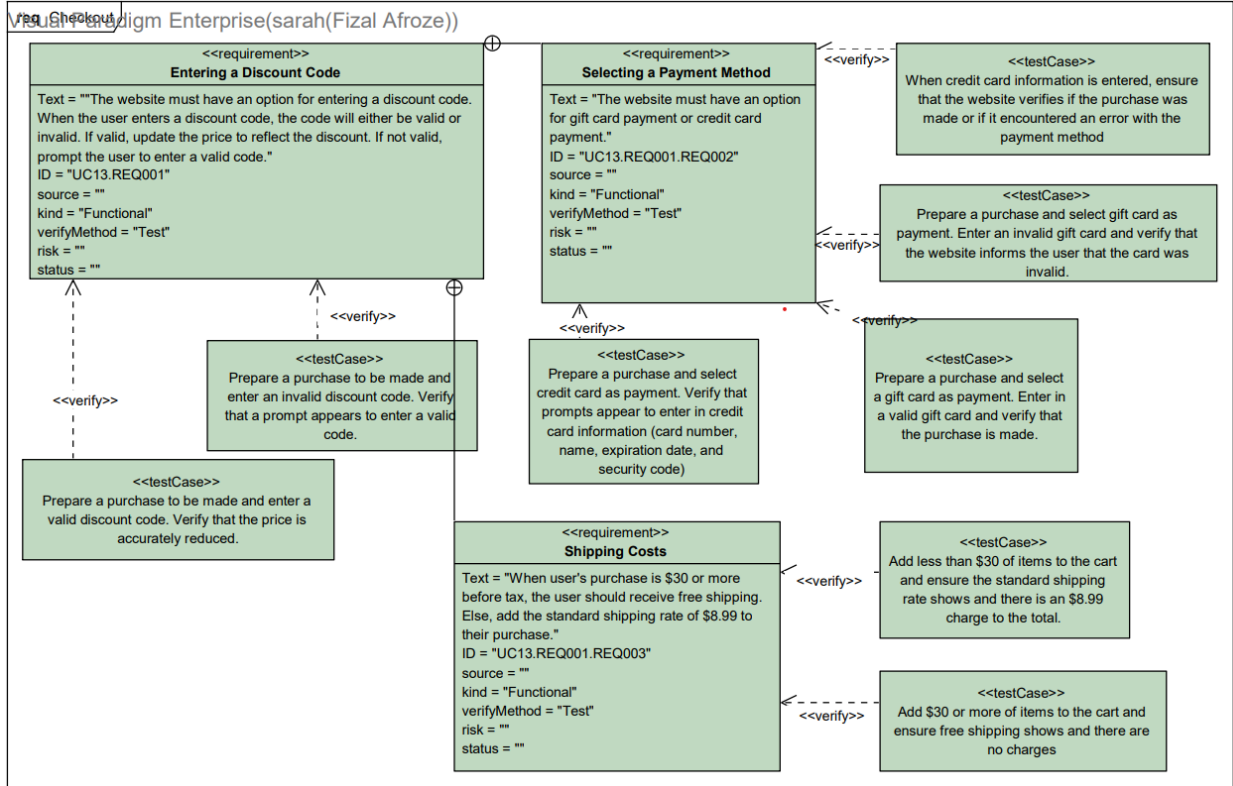 req Checkout
Visual Paradigm Enterprise(sarah(Fizal Afroze))
<<requirement>>
Entering a Discount Code
Text = ""The website must have an option for entering a discount code.
When the user enters a discount code, the code will either be valid or
invalid. If valid, update the price to reflect the discount. If not valid,
prompt the user to enter a valid code."
ID = "UC13.REQ001"
source = ""
kind = "Functional"
verifyMethod = "Test"
risk = ""
status = ""
<<requirement>>
Selecting a Payment Method
Text = "The website must have an option
for gift card payment or credit card
payment."
ID = "UC13.REQ001.REQ002"
source = ""
kind = "Functional"
verifyMethod = "Test"
risk = ""
status = ""
<<verify>>
<<testCase>>
When credit card information is entered, ensure
that the website verifies if the purchase was
made or if it encountered an error with the
payment method
<<verify>>
<<testCase>>
Prepare a purchase and select gift card as
payment. Enter an invalid gift card and verify that
the website informs the user that the card was
invalid.
<<verify>>
<<testCase>>
Prepare a purchase to be made and
enter an invalid discount code. Verify
that a prompt appears to enter a valid
code.
<<verify>>
<<testCase>>
Prepare a purchase and select
credit card as payment. Verify that
prompts appear to enter in credit
card information (card number,
name, expiration date, and
security code)
<<verify>>
<<testCase>>
Prepare a purchase and select
a gift card as payment. Enter in
a valid gift card and verify that
the purchase is made.
<<verify>>
<<testCase>>
Prepare a purchase to be made and enter a
valid discount code. Verify that the price is
accurately reduced.
<<requirement>>
Shipping Costs
Text = "When user's purchase is $30 or more
before tax, the user should receive free shipping.
Else, add the standard shipping rate of $8.99 to
their purchase."
ID = "UC13.REQ001.REQ003"
source = ""
kind = "Functional"
verifyMethod = "Test"
risk = ""
status = ""
<<verify>>
<<testCase>>
Add less than $30 of items to the cart
and ensure the standard shipping
rate shows and there is an $8.99
charge to the total.
<<verify>>
<<testCase>>
Add $30 or more of items to the cart and
ensure free shipping shows and there are
no charges